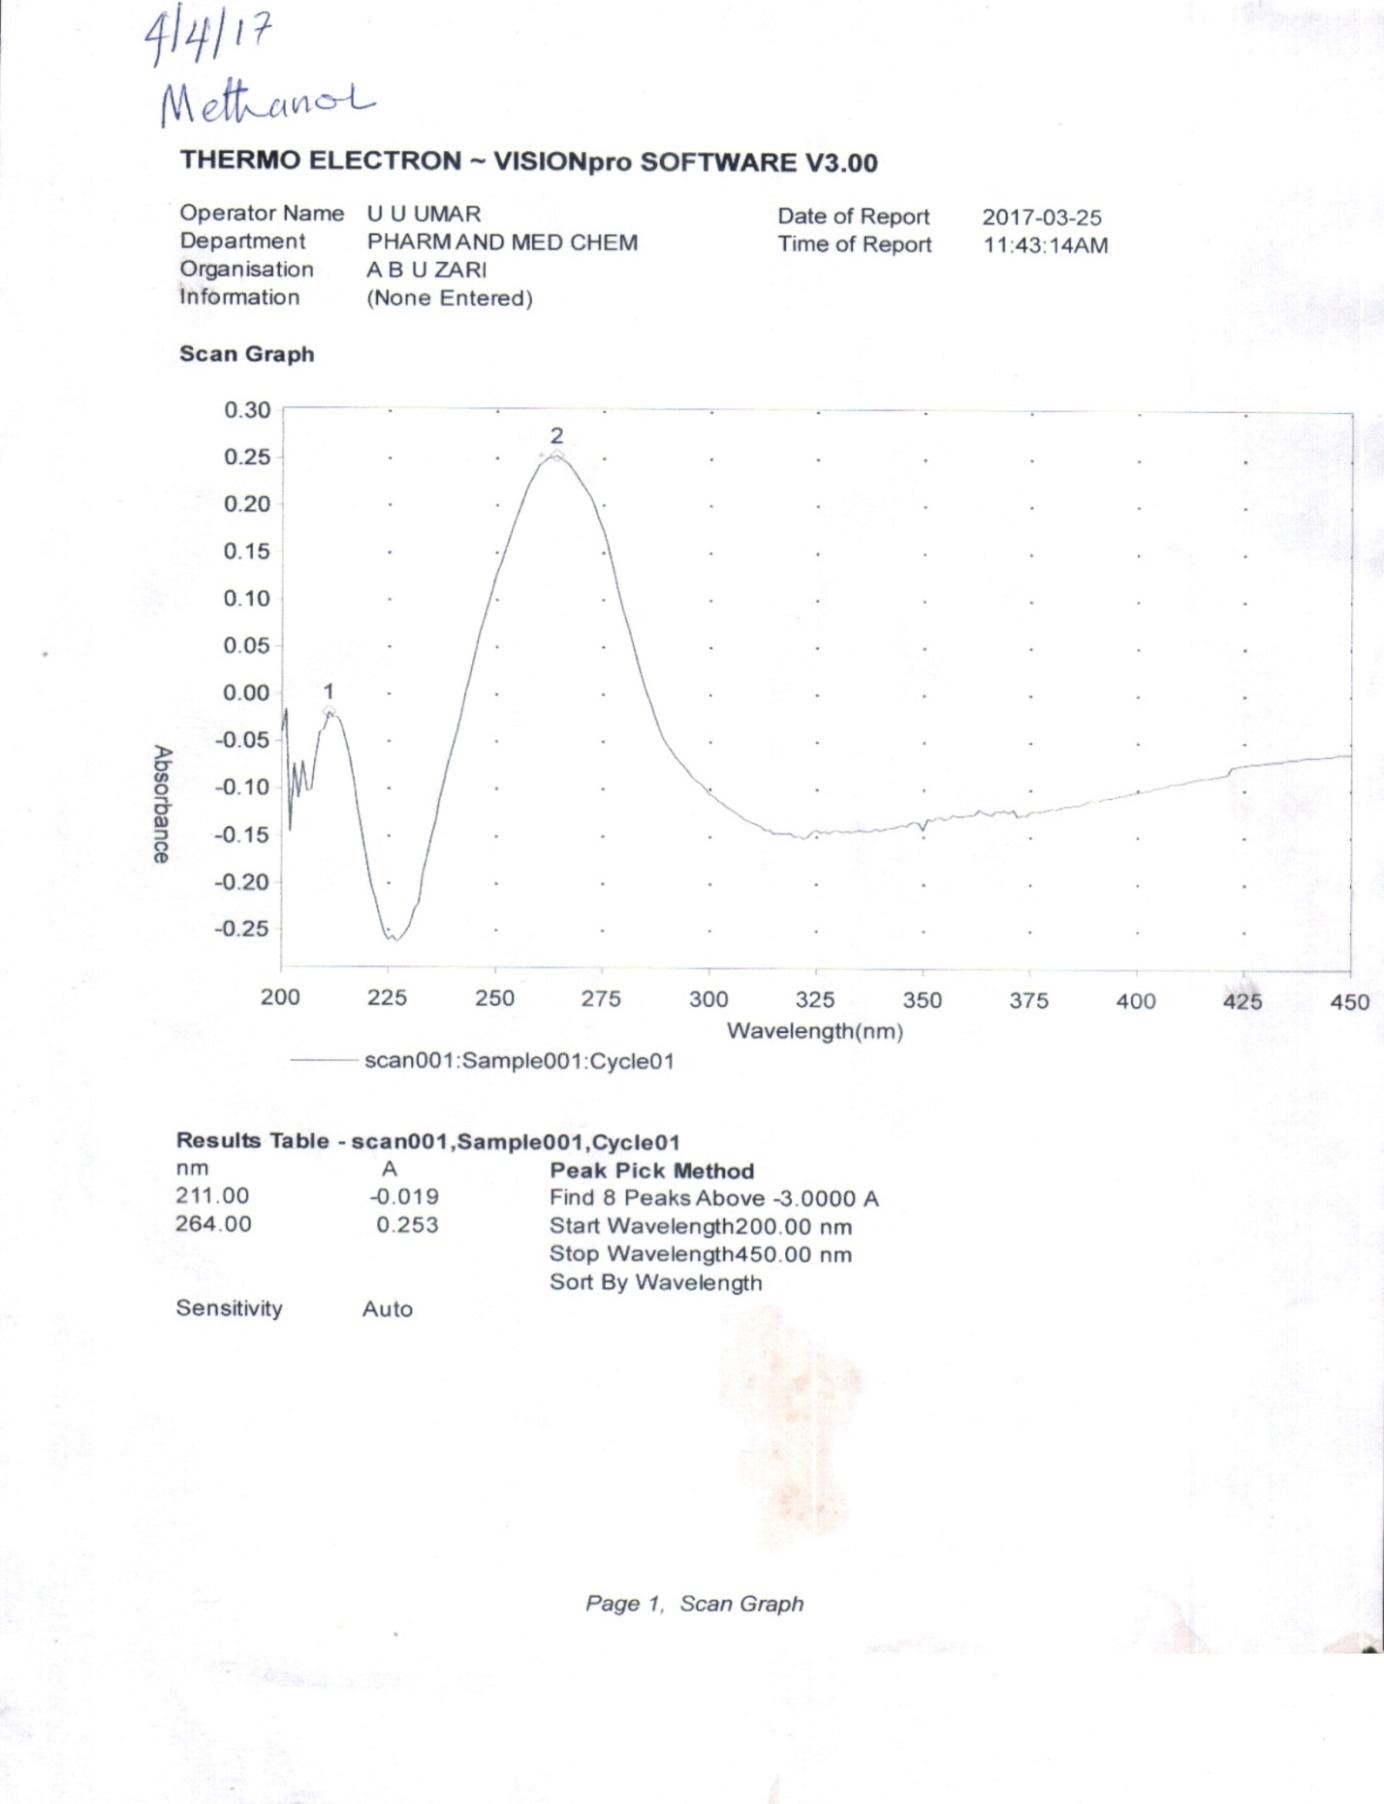 4/4/17
Methanol
THERMO ELECTRON ~ VISIONpro SOFTWARE V3.00
Operator Name U U UMAR Date of Report 2017-03-25
Department PHARM AND MED CHEM Time of Report 11:43:14AM
Organisation A B U ZARI
Information (None Entered)
Scan Graph
0.30
0.25
0.20
0.15
0.10
0.05
0.00
-0.05
-0.10
-0.15
-0.20
-0.25
Absorbance
1
2
200 225 250 275 300 325 350 375 400 425 450
Wavelength(nm)
scan001:Sample001:Cycle01
Results Table - scan001,Sample001,Cycle01
nm A Peak Pick Method
211.00 -0.019 Find 8 Peaks Above -3.0000 A
264.00 0.253 Start Wavelength200.00 nm
Stop Wavelength450.00 nm
Sort By Wavelength
Sensitivity Auto
Page 1, Scan Graph